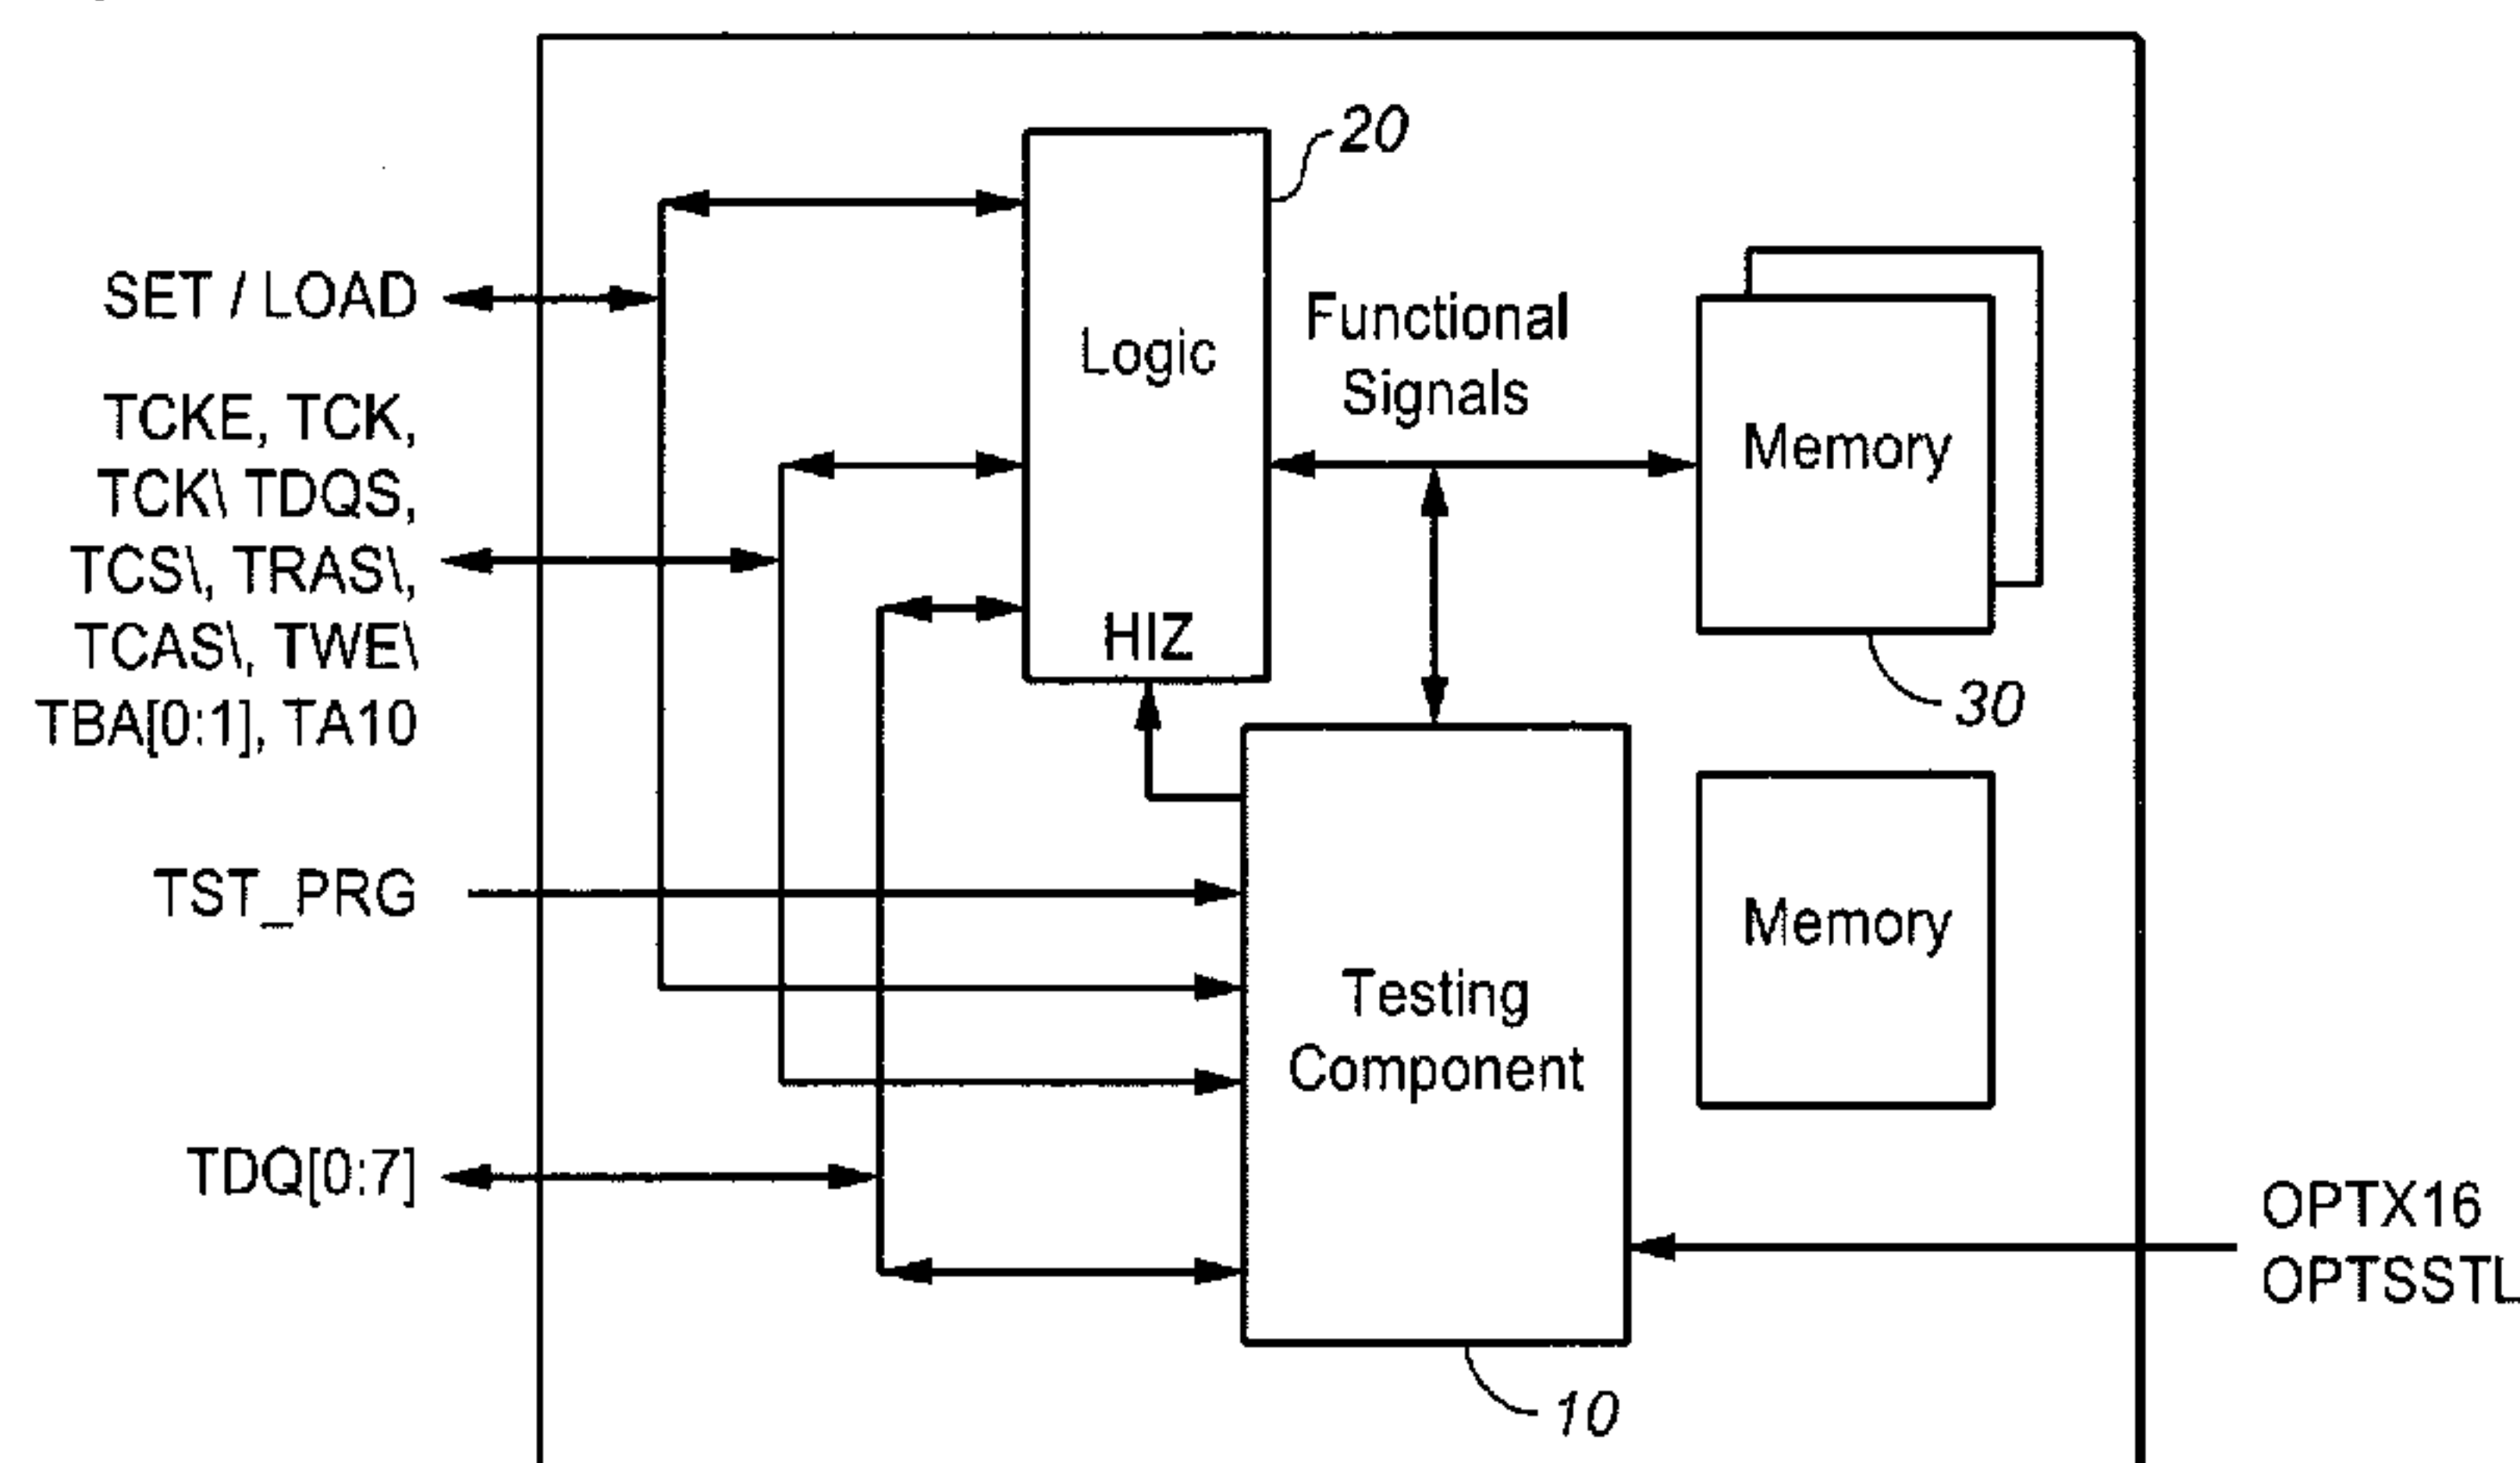 20
SET / LOAD
Logic
Functional
Signals
Memory
TCKE, TCK,
TCK\ TDQS,
TCS\, TRAS\,
TCAS\, TWE\
TBA[0:1], TA10
HIZ
30
TST_PRG
Memory
Testing
Component
TDQ[0:7]
OPTX16
OPTSSTL
10